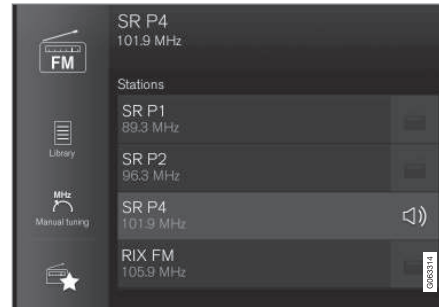 SR P4
101.9 MHz
FM
Stations
SR P1
89.3 MHz
Library
SR P2
96.3 MHz
MHz
Manual tuning
SR P4
101.9 MHz
RIX FM
105.9 MHz
G063314